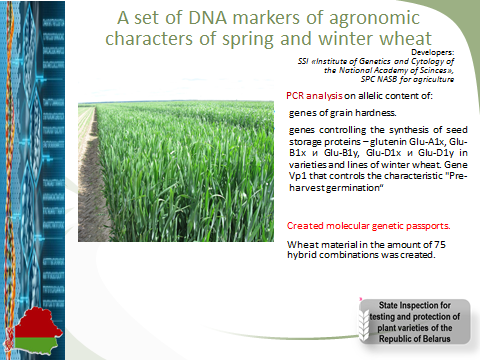 A set of DNA markers of agronomic
characters of spring and winter wheat
Developers:
SSI «Institute of Genetics and Cytology of
the National Academy of Scinces»,
SPC NASB for agriculture
PCR analysis on allelic content of:
genes of grain hardness.
genes controlling the synthesis of seed
storage proteins – glutenin Glu-A1x, Glu-
B1x и Glu-B1y, Glu-D1x и Glu-D1y in
varieties and lines of winter wheat. Gene
Vp1 that controls the characteristic "Pre-
harvest germination"
Created molecular genetic passports.
Wheat material in the amount of 75
hybrid combinations was created.
State Inspection for
testing and protection of
plant varieties of the
Republic of Belarus